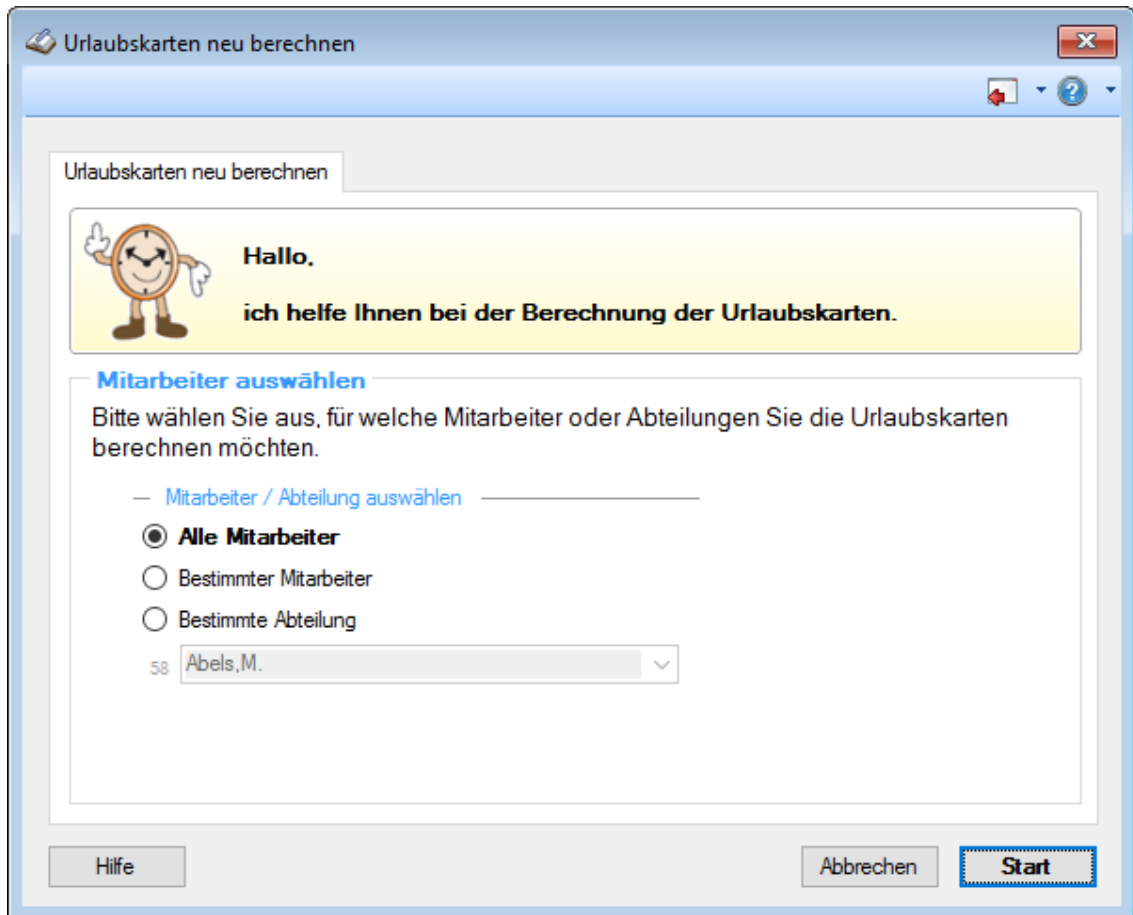 Urlaubskarten neu berechnen
Urlaubskarten neu berechnen
Hallo,
ich helfe Ihnen bei der Berechnung der Urlaubskarten.
Mitarbeiter auswählen
Bitte wählen Sie aus, für welche Mitarbeiter oder Abteilungen Sie die Urlaubskarten
berechnen möchten.
Mitarbeiter / Abteilung auswählen
Alle Mitarbeiter
Bestimmter Mitarbeiter
Bestimmte Abteilung
58 Abels,M.
Hilfe Abbrechen Start